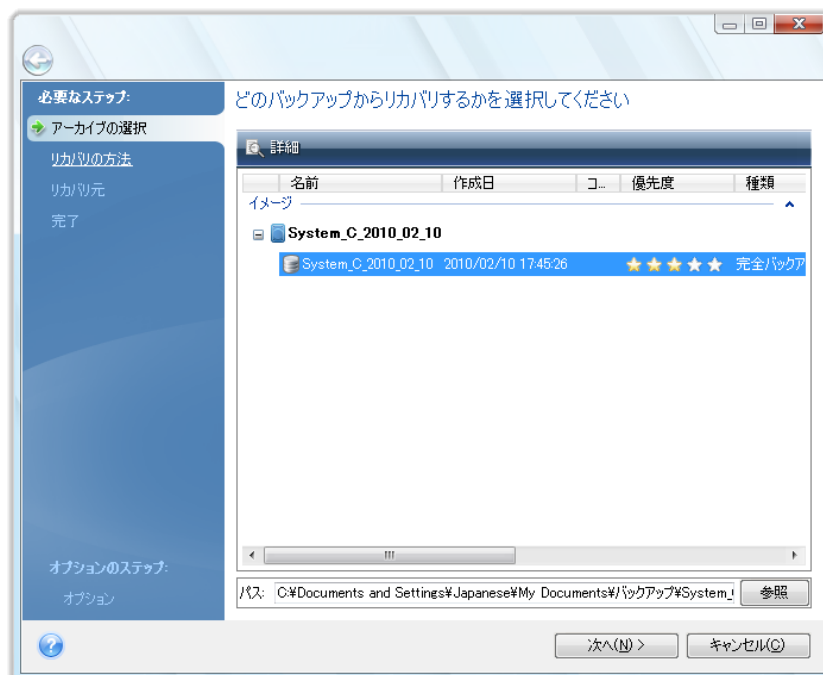 必要なステップ:
アーカイブの選択
リカバリの方法
リカバリ元
完了
オプションのステップ:
オプション
どのバックアップからリカバリするかを選択してください
詳細
名前 作成日 コ... 優先度 種類
イメージ
System_C_2010_02_10
System_C_2010_02_10 2010/02/10 17:45:26 完全バックア
パス: C:¥Documents and Settings¥Japanese¥My Documents¥バックアップ¥System_( 参照
次へ(N) > キャンセル(C)